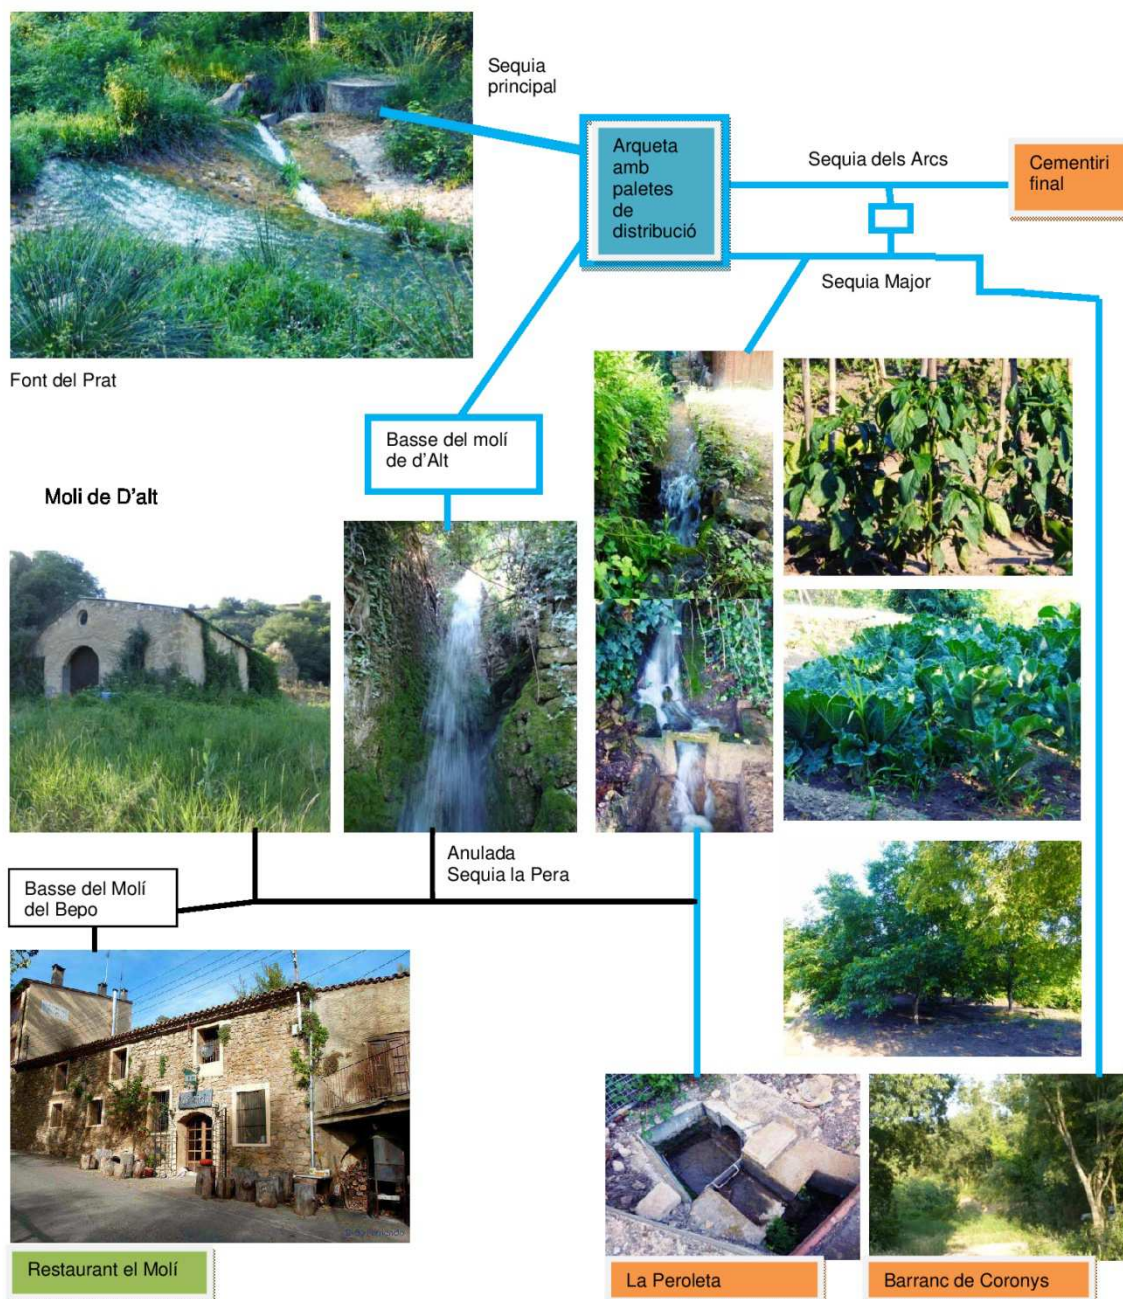 Sequia
principal
Arqueta
amb
paletes
de
distribució
Sequia dels Arcs
Cementiri
final
Sequia Major
Font del Prat
Basse del molí
de d'Alt
Moli de D'alt
Anulada
Sequia la Pera
Basse del Molí
del Bepo
Restaurant el Molí
La Peroleta
Barranc de Coronys